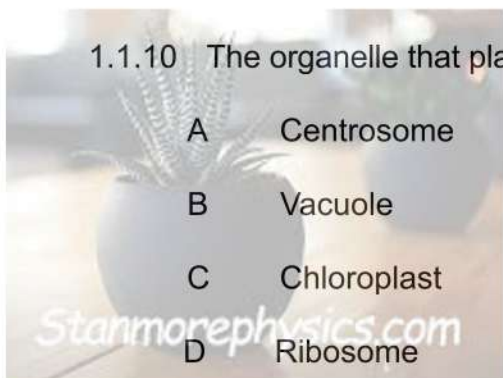 1.1.10 The organelle that pla
A Centrosome
B Vacuole
C Chloroplast
Stanmorephysics.com
D Ribosome